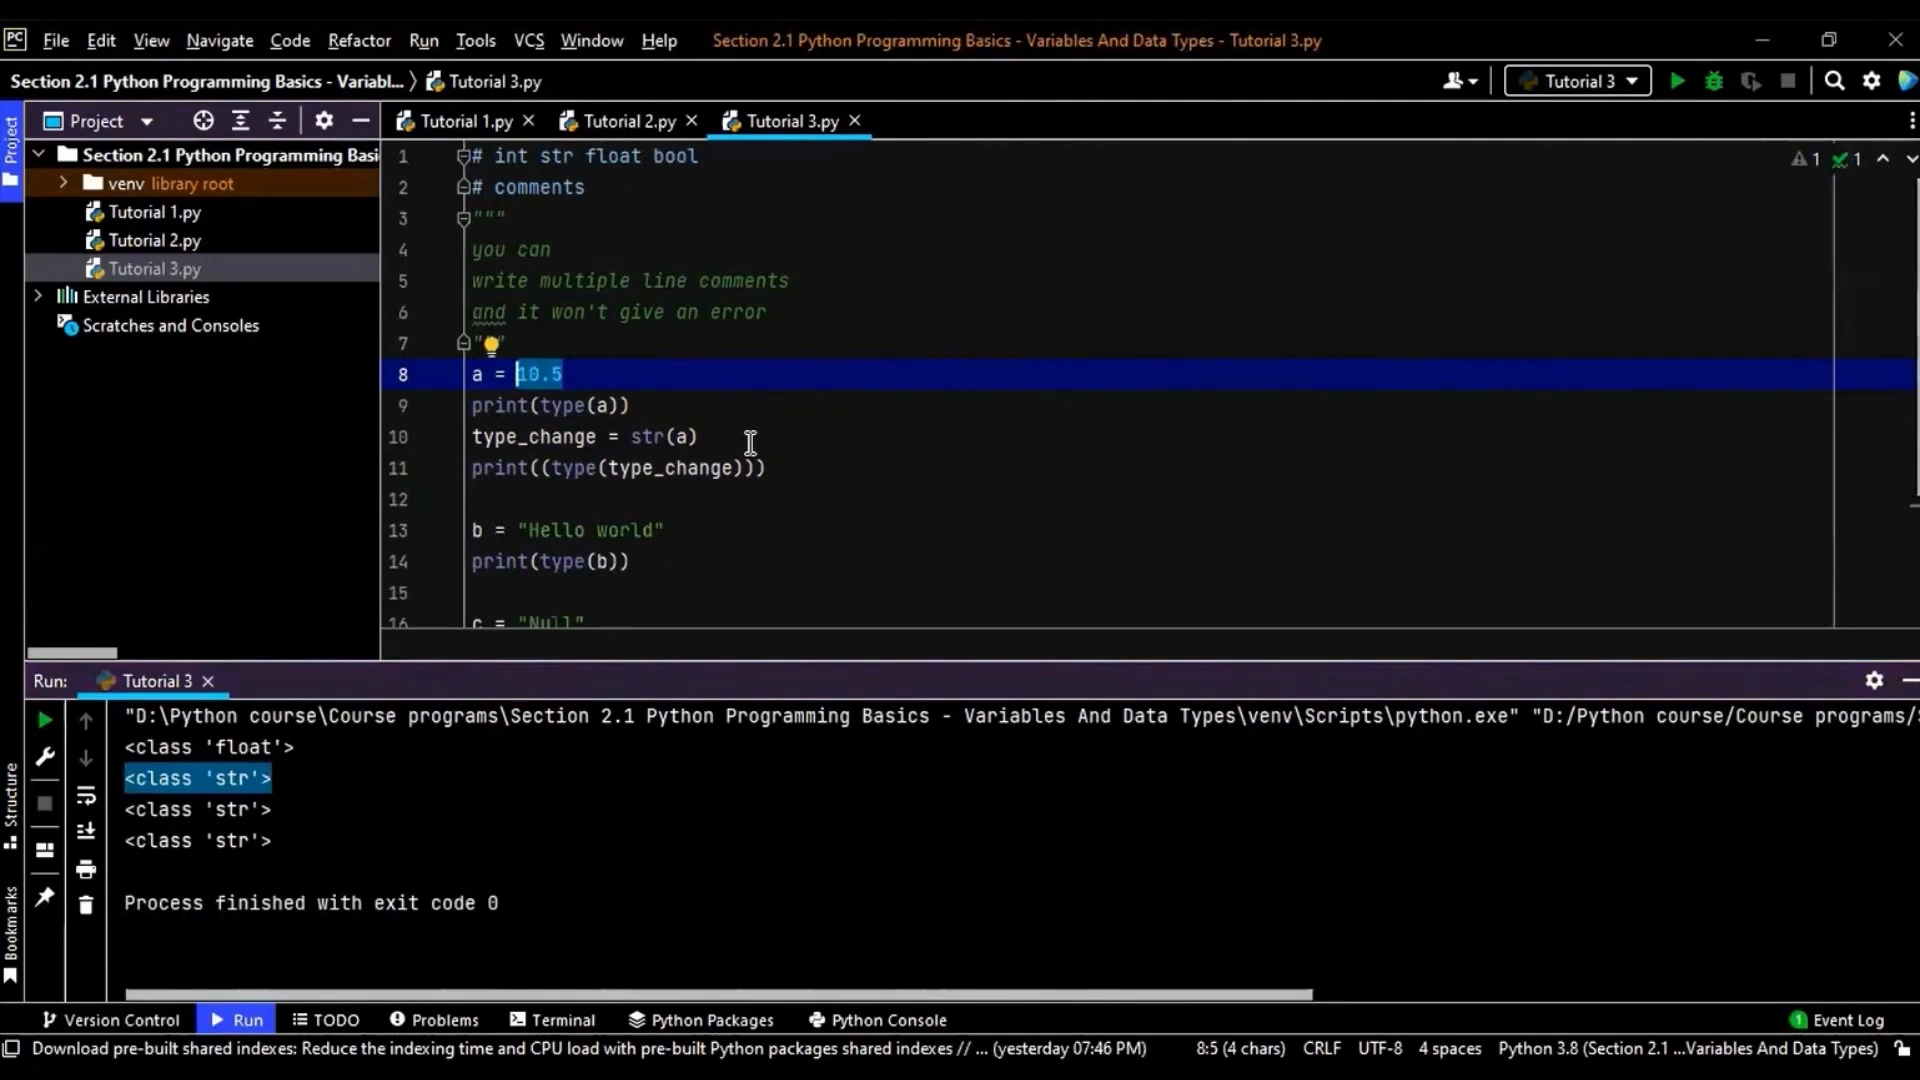 PC File Edit View Navigate Code Refactor Run Tools VCS Window Help Section 2.1 Python Programming Basics - Variables And Data Types - Tutorial 3.py
Section 2.1 Python Programming Basics - Variabl... 〉 Tutorial 3.py Tutorial 3
Project
Project
Tutorial 1.py Tutorial 2.py Tutorial 3.py
Section 2.1 Python Programming Basi
venv library root
Tutorial 1.py
Tutorial 2.py
Tutorial 3.py
External Libraries
Scratches and Consoles
1 # int str float bool
2 # comments
3 """
4 you can
5 write multiple line comments
6 and it won't give an error
7 """
8 a = 10.5
9 print(type(a))
10 type_change = str(a)
11 print((type(type_change)))
12
13 b = "Hello world"
14 print(type(b))
15
16 c = "Null"
1 1
Run: Tutorial 3
"D:\Python course\Course programs\Section 2.1 Python Programming Basics - Variables And Data Types\venv\Scripts\python.exe" "D:/Python course/Course programs/
<class 'float'>
<class 'str'>
<class 'str'>
<class 'str'>
Process finished with exit code 0
Structure
Bookmarks
Version Control Run TODO Problems Terminal Python Packages Python Console 1 Event Log
Download pre-built shared indexes: Reduce the indexing time and CPU load with pre-built Python packages shared indexes // ... (yesterday 07:46 PM) 8:5 (4 chars) CRLF UTF-8 4 spaces Python 3.8 (Section 2.1 ...Variables And Data Types)